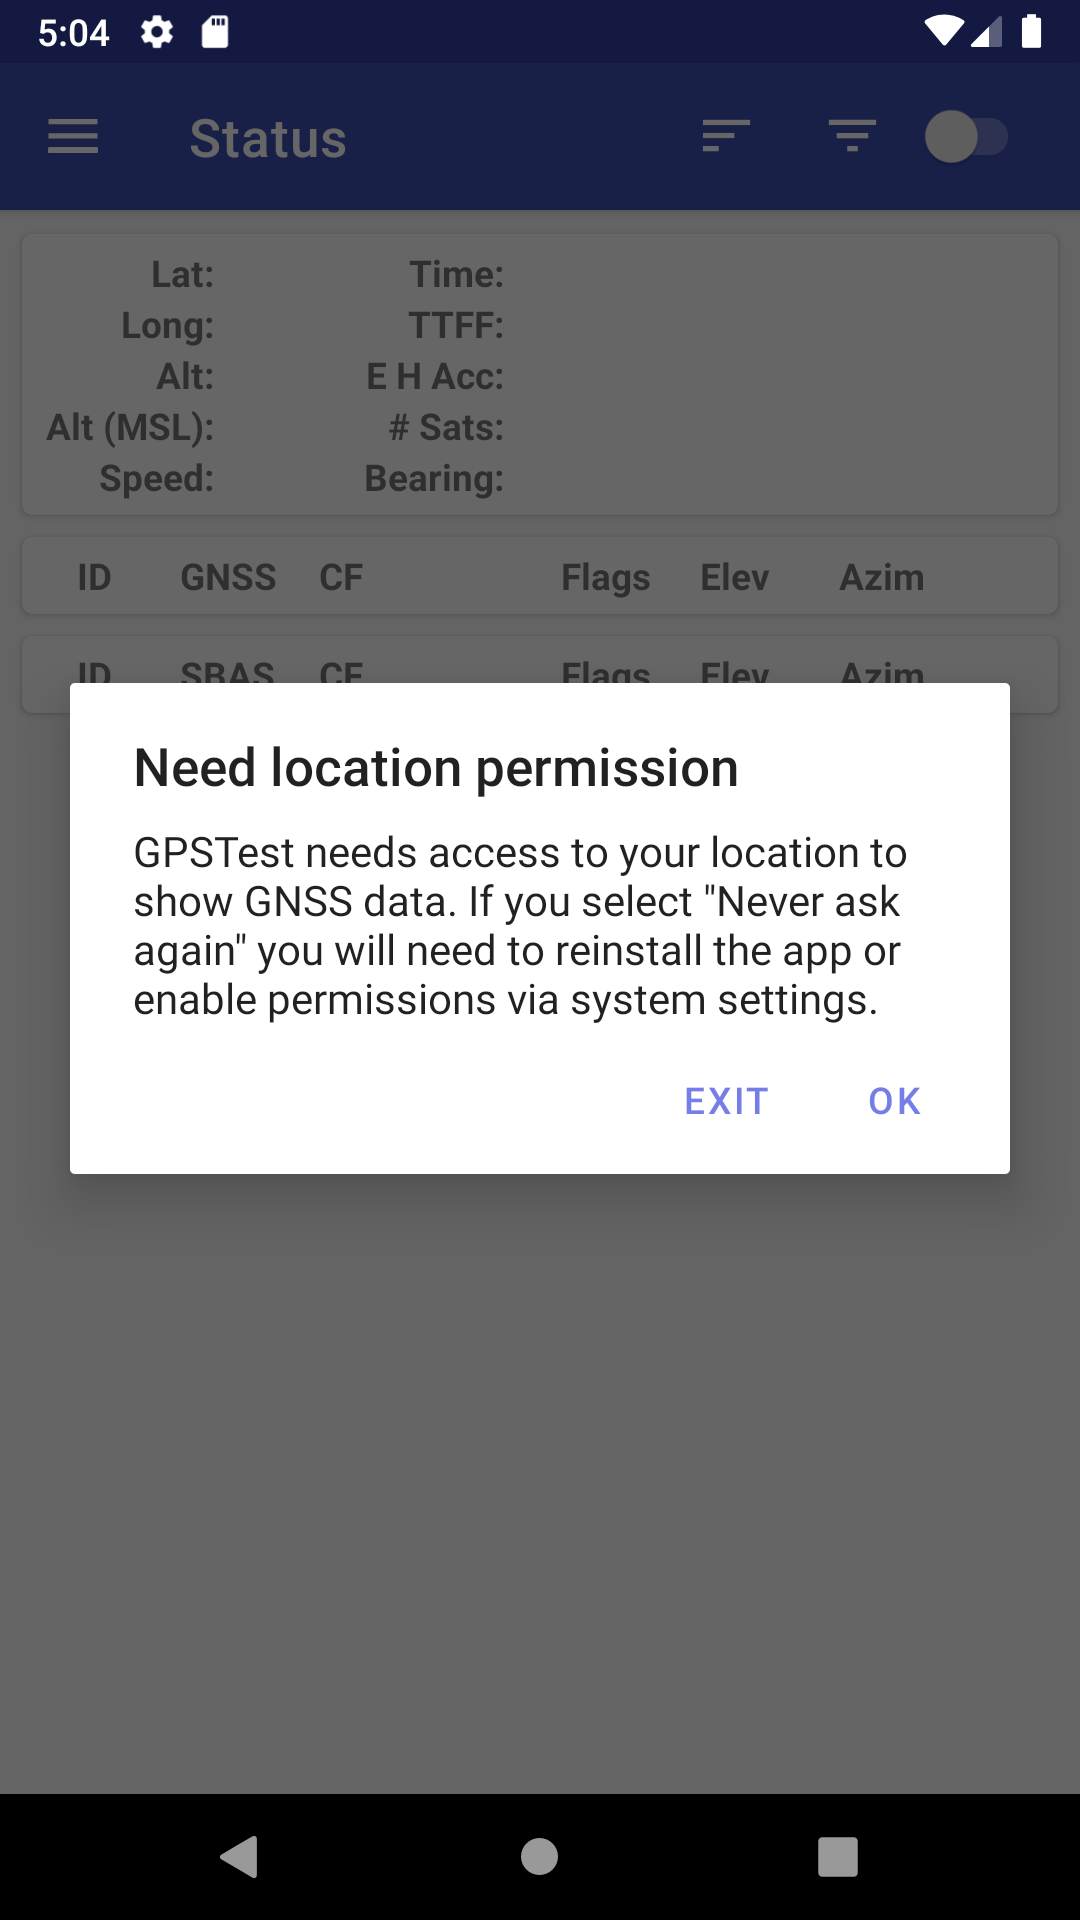 5:04
Status
Lat: Time:
Long: TTFF:
Alt: E H Acc:
Alt (MSL): # Sats:
Speed: Bearing:
ID GNSS CF Flags Elev Azim
ID SBAS CF Flags Elev Azim
Need location permission
GPSTest needs access to your location to
show GNSS data. If you select "Never ask
again" you will need to reinstall the app or
enable permissions via system settings.
EXIT OK